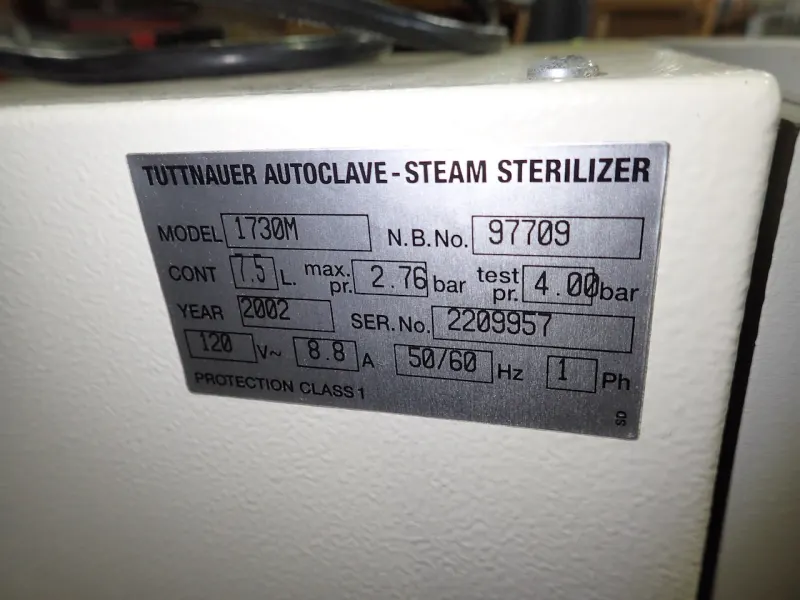 TUTTNAUER AUTOCLAVE-STEAM STERILIZER
MODEL 1730M N.B.No. 97709
CONT 7.5 L. max. pr. 2.76 bar test pr. 4.00 bar
YEAR 2002 SER.No. 2209957
120 V~ 8.8 A 50/60 Hz 1 Ph
PROTECTION CLASS 1
SD